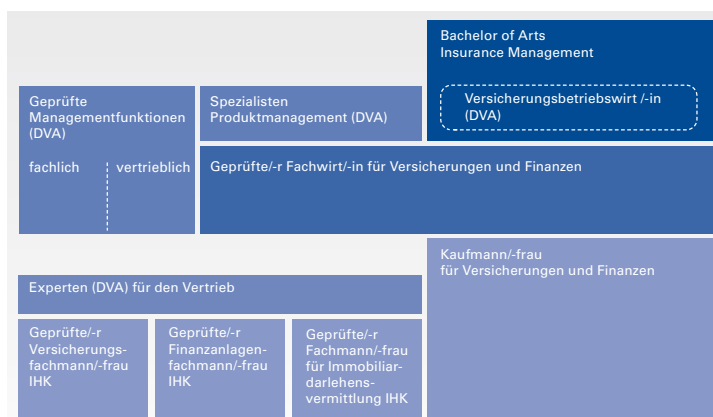 Bachelor of Arts
Insurance Management
Versicherungsbetriebswirt /-in
(DVA)
Geprüfte
Managementfunktionen
(DVA)
fachlich
vertrieblich
Spezialisten
Produktmanagement (DVA)
Geprüfte/-r Fachwirt/-in für Versicherungen und Finanzen
Kaufmann/-frau
für Versicherungen und Finanzen
Experten (DVA) für den Vertrieb
Geprüfte/-r
Versicherungs-
fachmann/-frau
IHK
Geprüfte/-r
Finanzanlagen-
fachmann/-frau
IHK
Geprüfte/-r
Fachmann/-frau
für Immobiliar-
darlehens-
vermittlung IHK